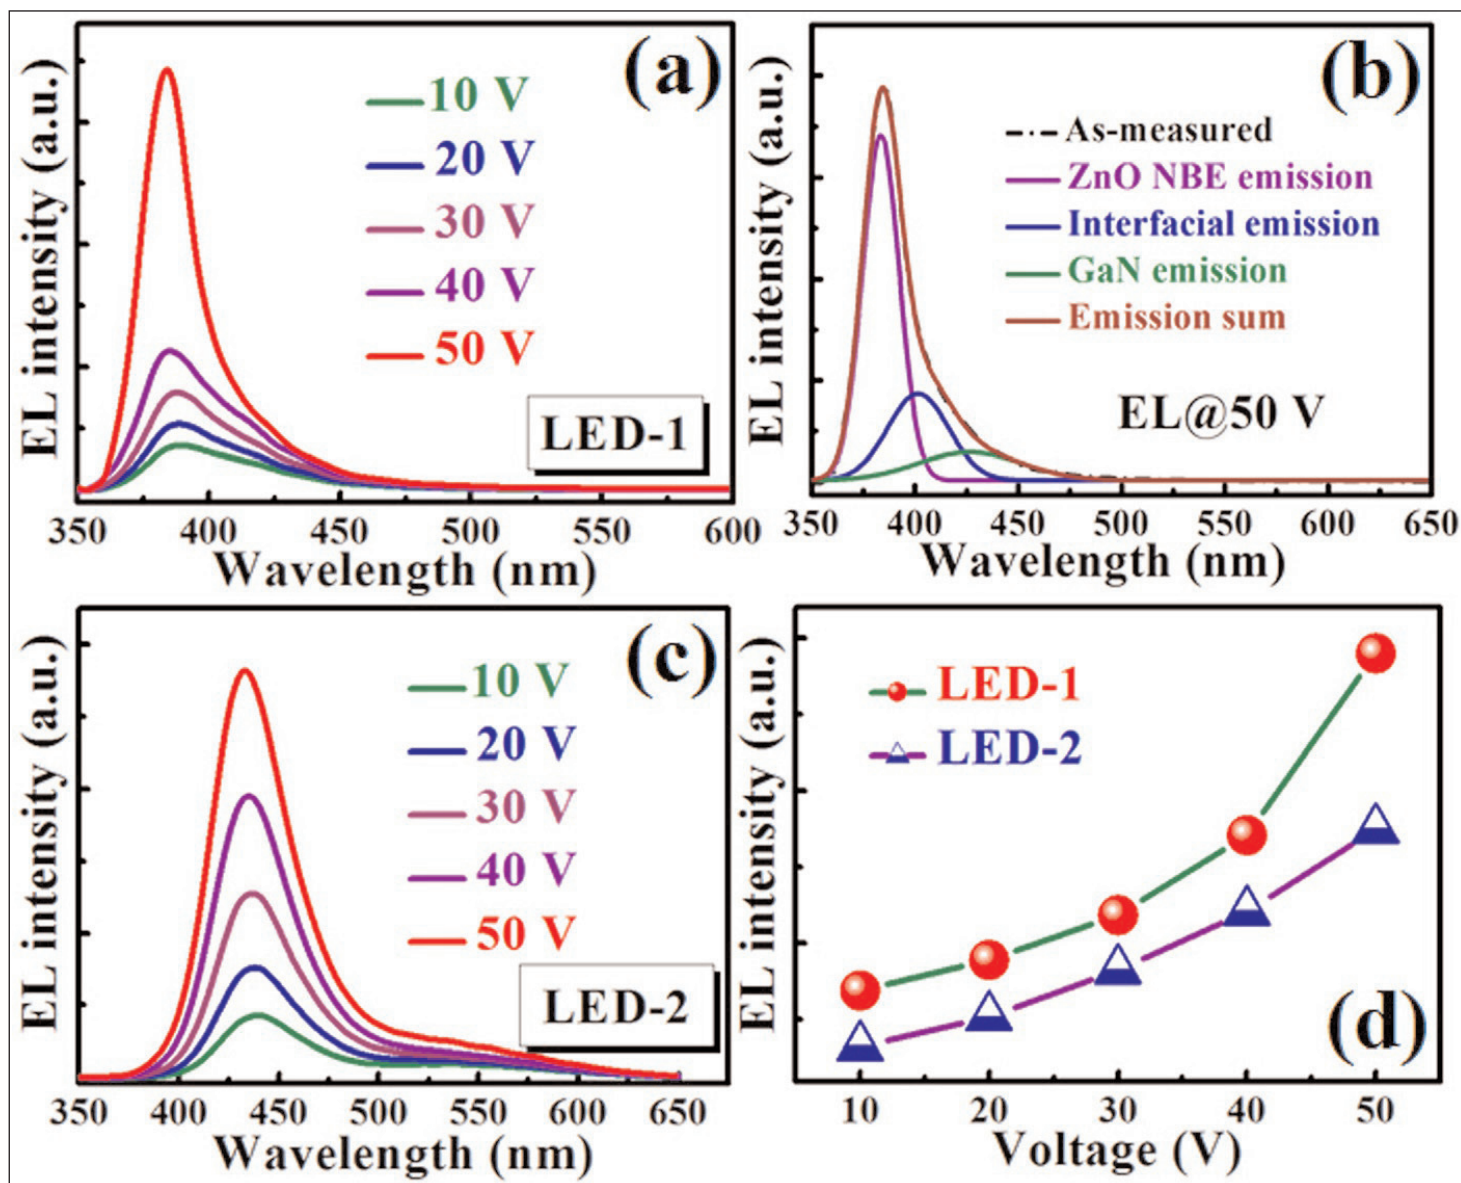 (a)
10 V
20 V
30 V
40 V
50 V
LED-1
EL intensity (a.u.)
350 400 450 500 550 600
Wavelength (nm)
(b)
As-measured
ZnO NBE emission
Interfacial emission
GaN emission
Emission sum
EL@50 V
EL intensity (a.u.)
350 400 450 500 550 600 650
Wavelength (nm)
(c)
10 V
20 V
30 V
40 V
50 V
LED-2
EL intensity (a.u.)
350 400 450 500 550 600 650
Wavelength (nm)
LED-1
LED-2
(d)
EL intensity (a.u.)
10 20 30 40 50
Voltage (V)